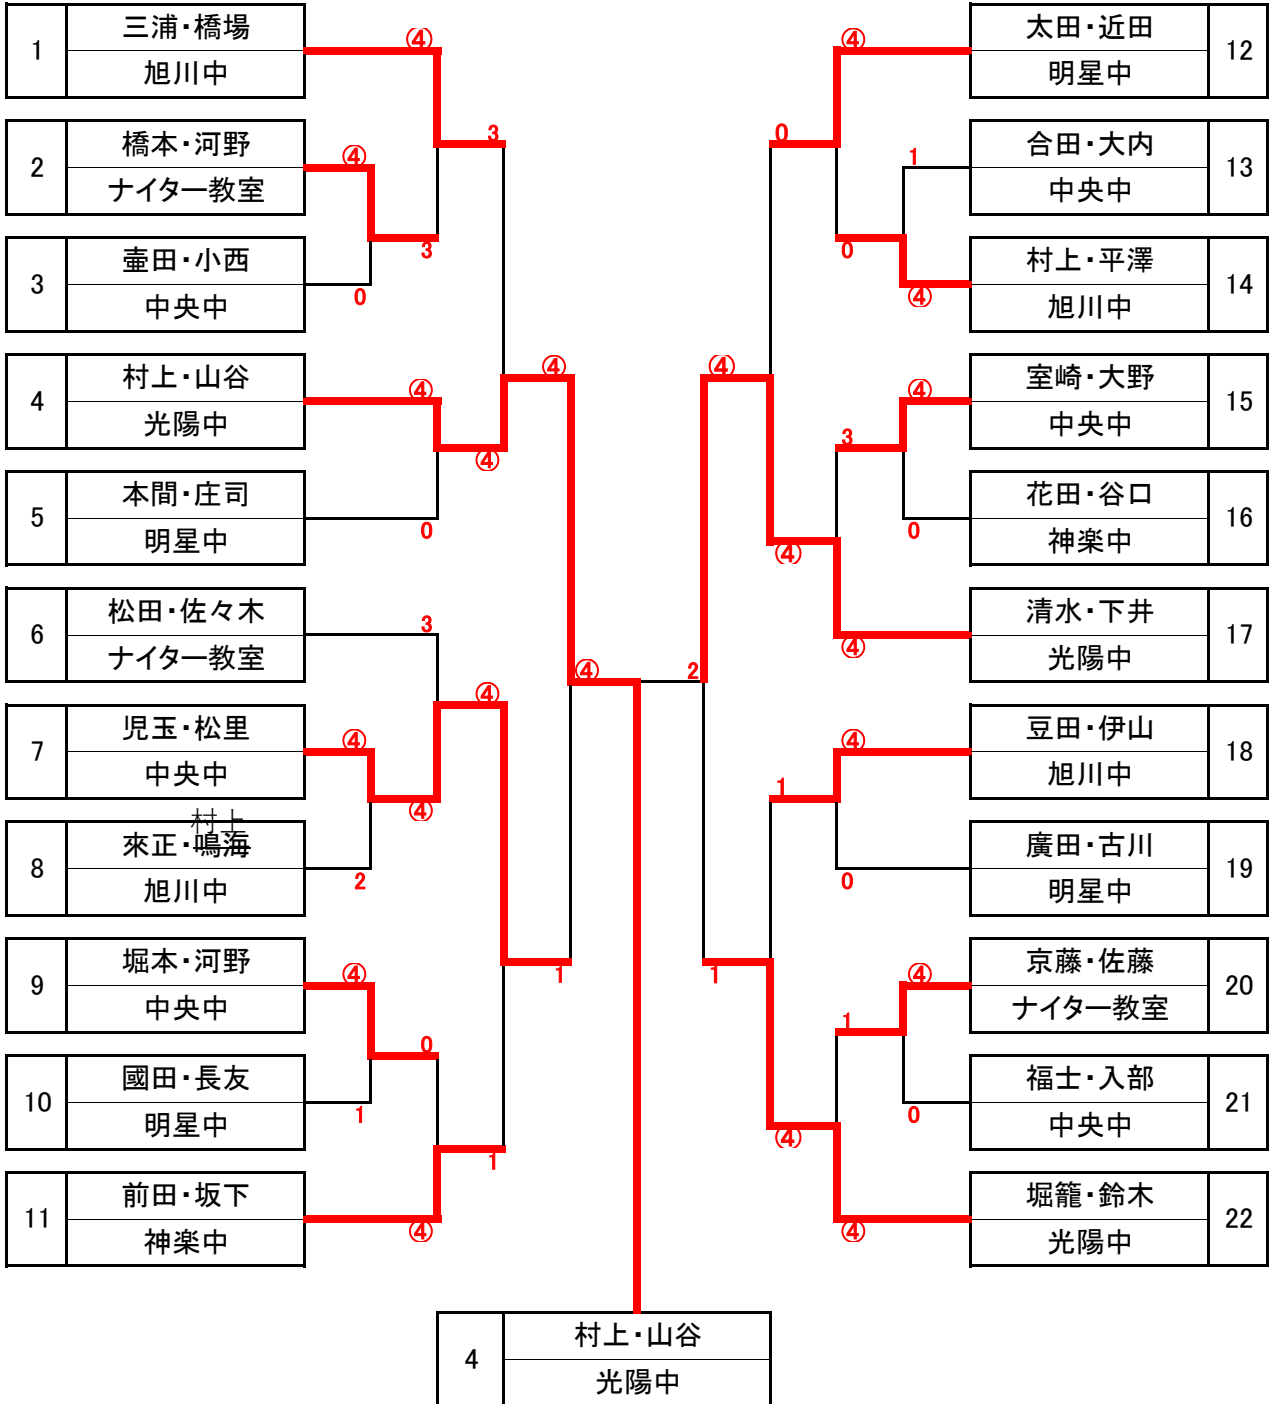 1
三浦・橋場
旭川中
2
橋本・河野
ナイター教室
3
壷田・小西
中央中
4
村上・山谷
光陽中
5
本間・庄司
明星中
6
松田・佐々木
ナイター教室
7
児玉・松里
中央中
8
村上
來正・鳴海
旭川中
9
堀本・河野
中央中
10
國田・長友
明星中
11
前田・坂下
神楽中
④
④
3
3
0
④
④
④
0
3
④
④
④
2
④
0
1
1
④
1
④
2
④
0
④
1
0
④
④
3
④
0
④
④
④
1
0
1
④
1
0
④
④
太田・近田
明星中
12
合田・大内
中央中
13
村上・平澤
旭川中
14
室崎・大野
中央中
15
花田・谷口
神楽中
16
清水・下井
光陽中
17
豆田・伊山
旭川中
18
廣田・古川
明星中
19
京藤・佐藤
ナイター教室
20
福士・入部
中央中
21
堀籠・鈴木
光陽中
22
4
村上・山谷
光陽中